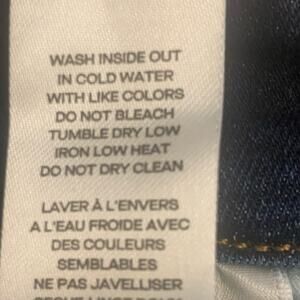 WASH INSIDE OUT
IN COLD WATER
WITH LIKE COLORS
DO NOT BLEACH
TUMBLE DRY LOW
IRON LOW HEAT
DO NOT DRY CLEAN
LAVER À L'ENVERS
A L'EAU FROIDE AVEC
DES COULEURS
SEMBLABLES
NE PAS JAVELLISER